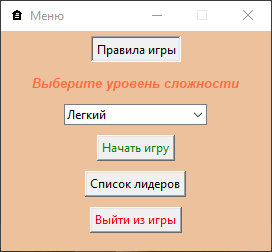 Меню
Правила игры
Выберите уровень сложности
Легкий
Начать игру
Список лидеров
Выйти из игры